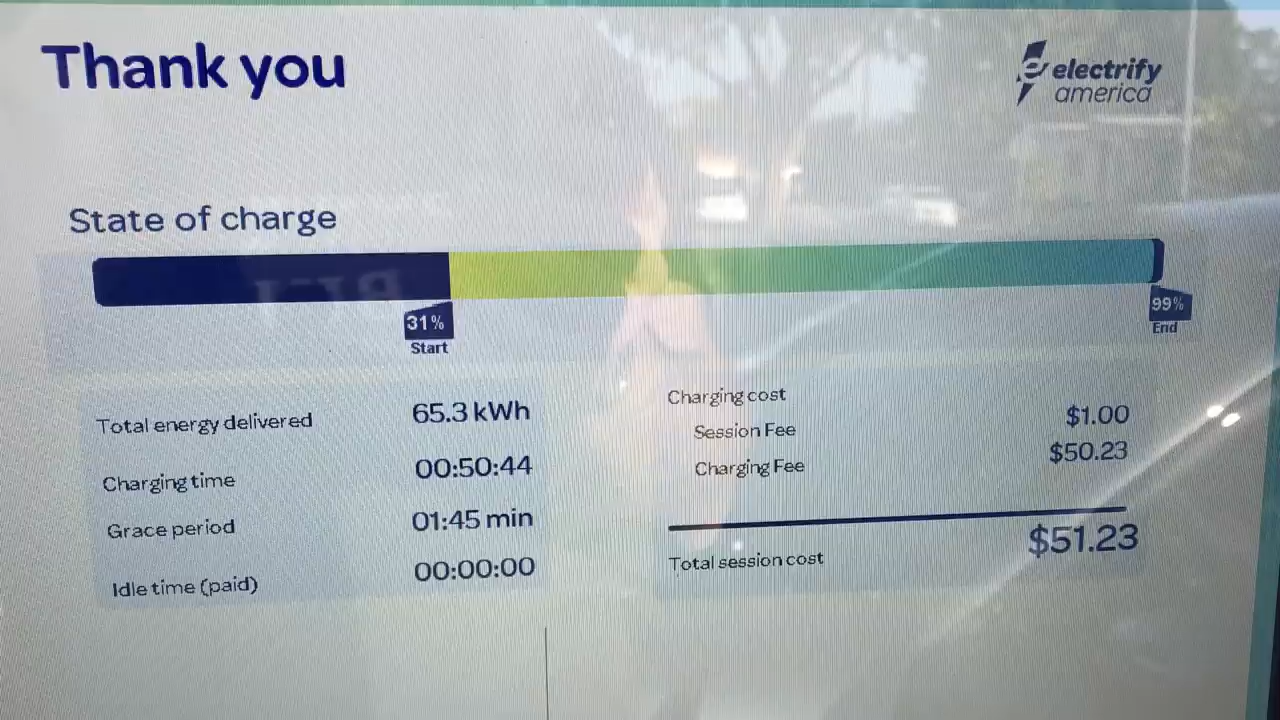 Thank you
electrify
america
State of charge
31%
Start
99%
End
Total energy delivered 65.3 kWh
Charging time 00:50:44
Grace period 01:45 min
Idle time (paid) 00:00:00
Charging cost
Session Fee $1.00
Charging Fee $50.23
Total session cost $51.23